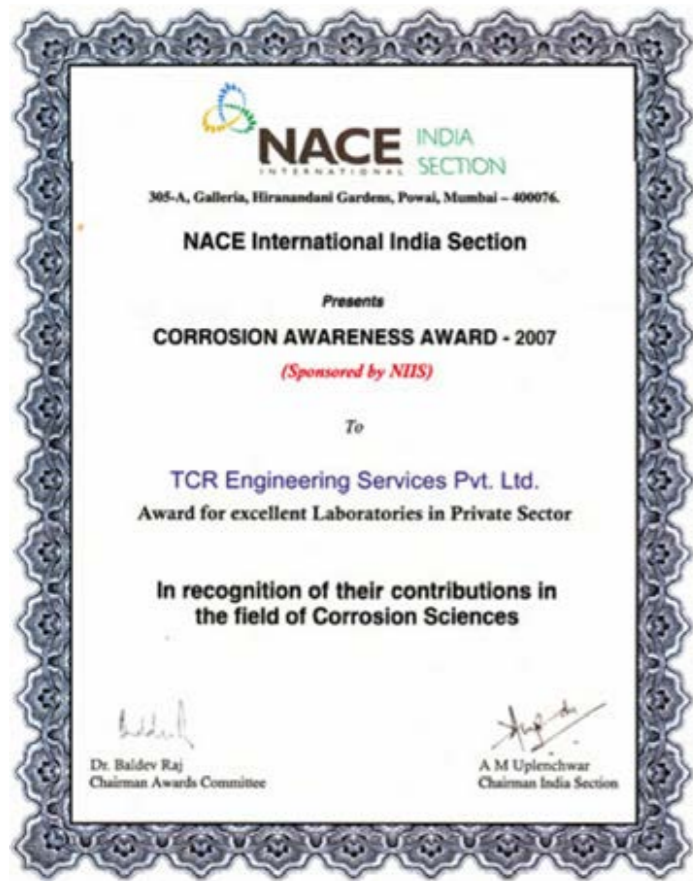 NACE INDIA
INTERNATIONAL SECTION
305-A, Galleria, Hiranandani Gardens, Powai, Mumbai – 400076.
NACE International India Section
Presents
CORROSION AWARENESS AWARD - 2007
(Sponsored by NIIS)
To
TCR Engineering Services Pvt. Ltd.
Award for excellent Laboratories in Private Sector
In recognition of their contributions in
the field of Corrosion Sciences
Dr. Baldev Raj
Chairman Awards Committee
A M Uplenchwar
Chairman India Section